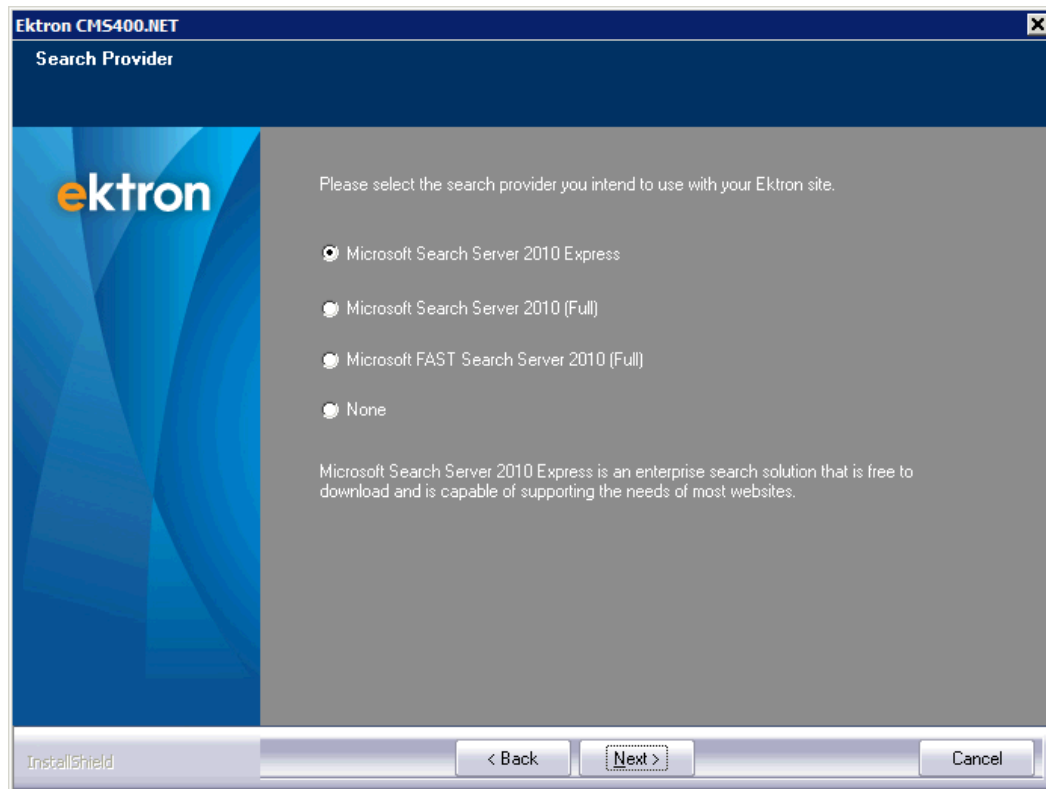 Ektron CMS400.NET
Search Provider
ektron
Please select the search provider you intend to use with your Ektron site.
Microsoft Search Server 2010 Express
Microsoft Search Server 2010 (Full)
Microsoft FAST Search Server 2010 (Full)
None
Microsoft Search Server 2010 Express is an enterprise search solution that is free to
download and is capable of supporting the needs of most websites.
InstallShield
< Back
Next >
Cancel